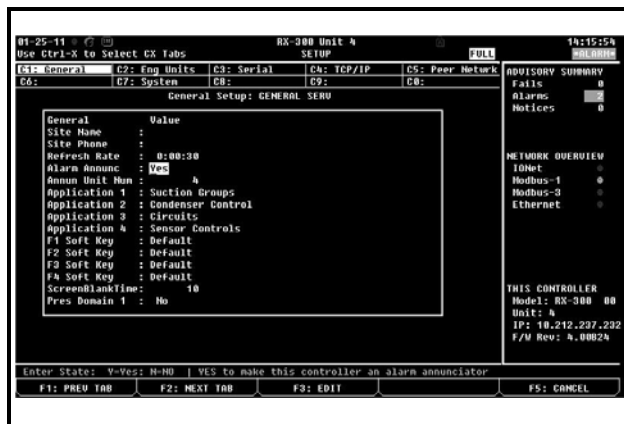 01-25-11 RX-300 Unit 4 14:15:54
Use Ctrl-X to Select CX Tabs SETUP FULL *ALARM*
C1: General C2: Eng Units C3: Serial C4: TCP/IP C5: Peer Netwrk
C6: C7: System C8: C9: C0:
General Setup: GENERAL SERV
General Value
Site Name :
Site Phone :
Refresh Rate : 0:00:30
Alarm Annunc : Yes
Annun Unit Num : 4
Application 1 : Suction Groups
Application 2 : Condenser Control
Application 3 : Circuits
Application 4 : Sensor Controls
F1 Soft Key : Default
F2 Soft Key : Default
F3 Soft Key : Default
F4 Soft Key : Default
ScreenBlankTime: 10
Pres Domain 1 : No
ADVISORY SUMMARY
Fails 0
Alarms 2
Notices 0
NETWORK OVERVIEW
IONet
Modbus-1
Modbus-3
Ethernet
THIS CONTROLLER
Model: RX-300 00
Unit: 4
IP: 10.212.237.232
F/W Rev: 4.00B24
Enter State: Y=Yes: N=NO | YES to make this controller an alarm annunciator
F1: PREV TAB F2: NEXT TAB F3: EDIT F5: CANCEL